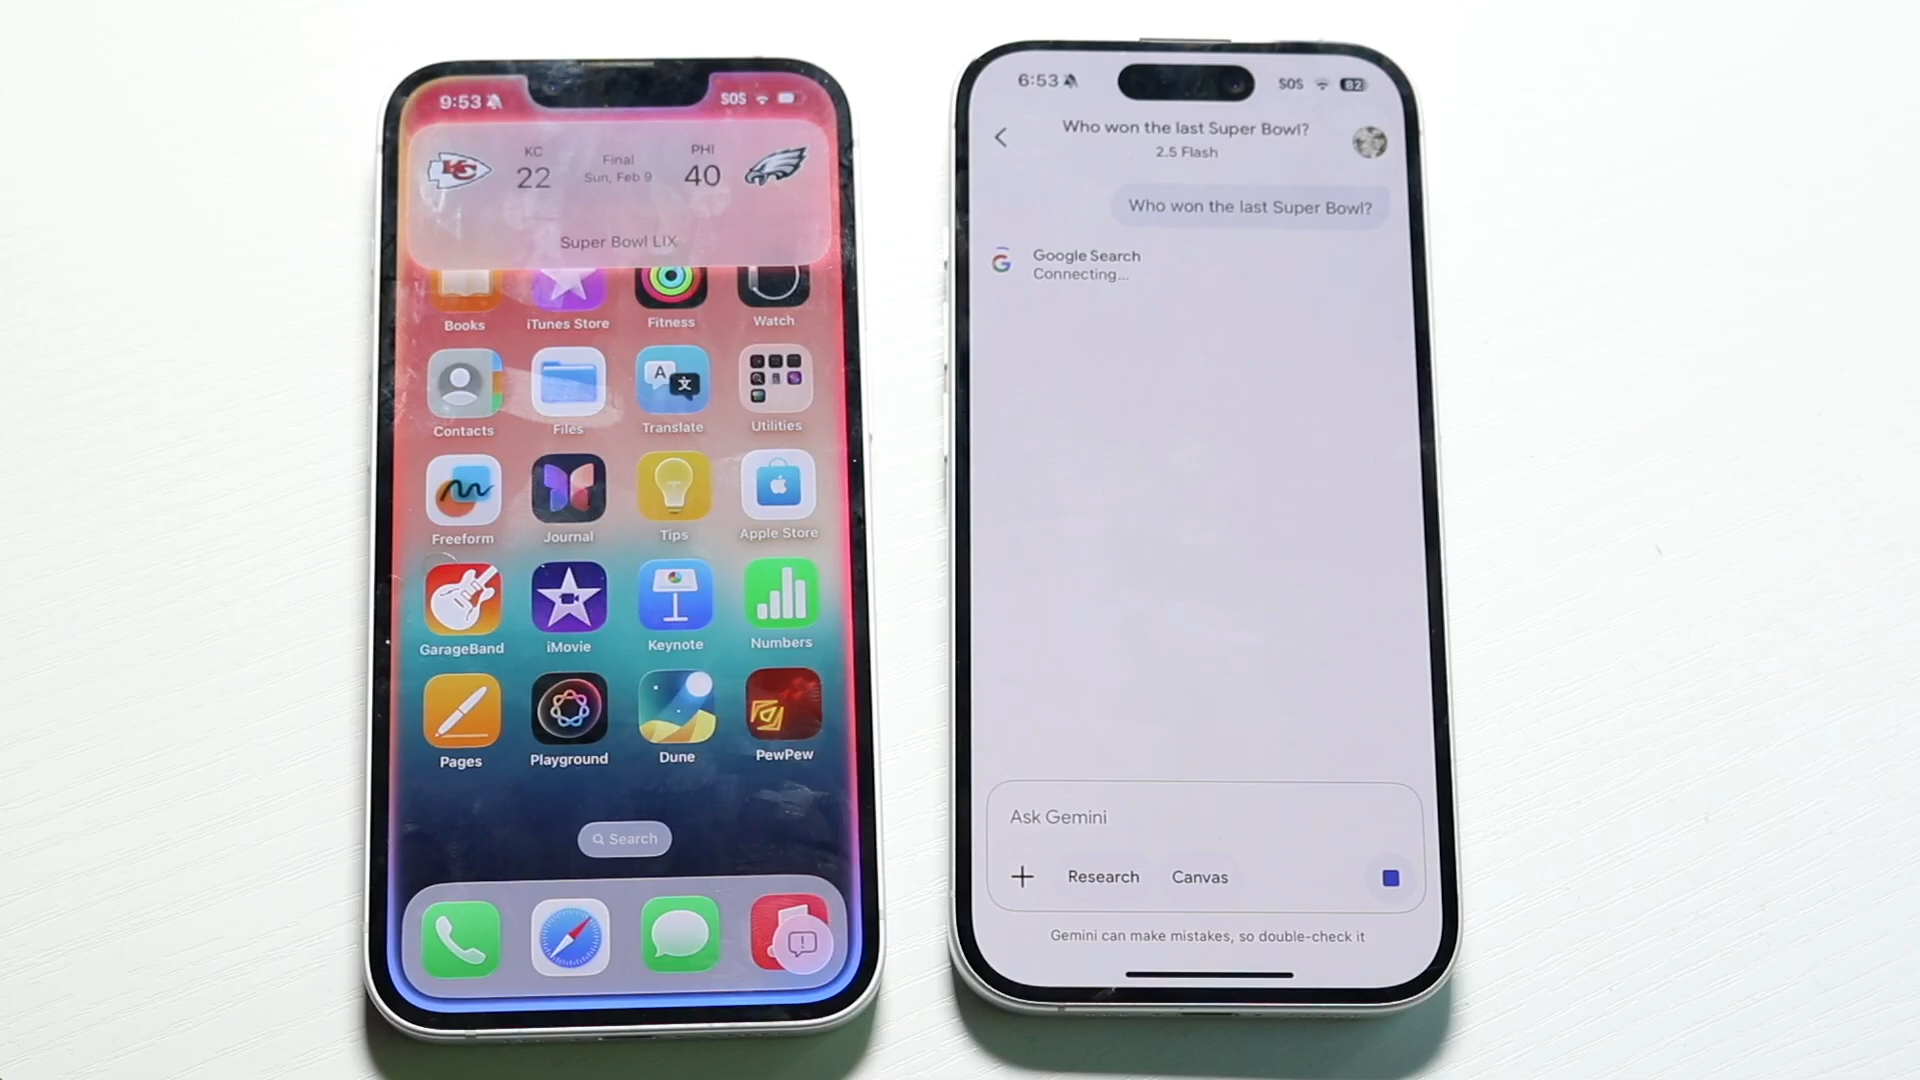 9:53
SOS
KC
22
Final
Sun, Feb 9
PHI
40
KC
Super Bowl LIX
Books
iTunes Store
Fitness
Watch
Contacts
Files
Translate
Utilities
A
文
Freeform
Journal
Tips
Apple Store
GarageBand
iMovie
Keynote
Numbers
Pages
Playground
Dune
PewPew
Search
6:53
SOS
82
Who won the last Super Bowl?
2.5 Flash
Who won the last Super Bowl?
G
Google Search
Connecting...
Ask Gemini
Research
Canvas
Gemini can make mistakes, so double-check it